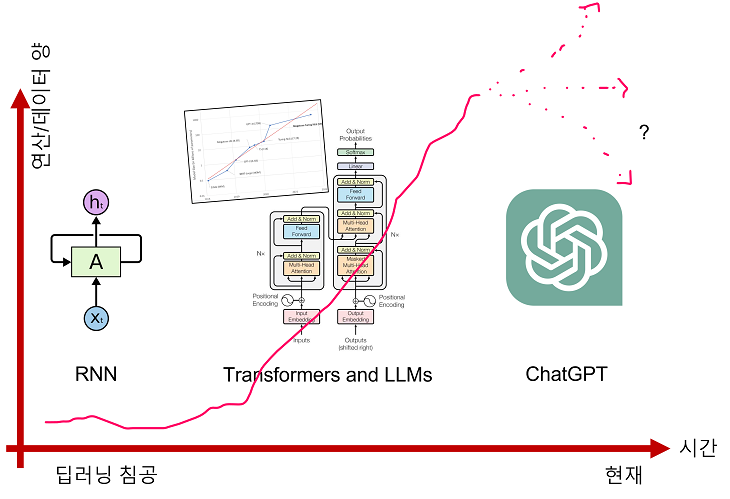 연산/데이터 양
Output
Probabilities
Softmax
Linear
Add & Norm
Feed
Forward
Add & Norm
Multi-Head
Attention
Add & Norm
Feed
Forward
Nx
Add & Norm
Multi-Head
Attention
Add & Norm
Masked
Multi-Head
Attention
Nx
Positional
Encoding
Positional
Encoding
Input
Embedding
Output
Embedding
Inputs
Outputs
(shifted right)
hₜ
A
xₜ
?
RNN
Transformers and LLMs
ChatGPT
시간
딥러닝 침공
현재